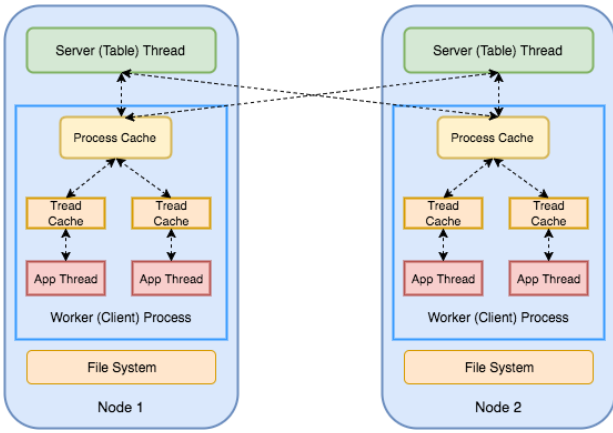 Server (Table) Thread
Process Cache
Tread
Cache
Tread
Cache
App Thread
App Thread
Worker (Client) Process
File System
Node 1
Server (Table) Thread
Process Cache
Tread
Cache
Tread
Cache
App Thread
App Thread
Worker (Client) Process
File System
Node 2